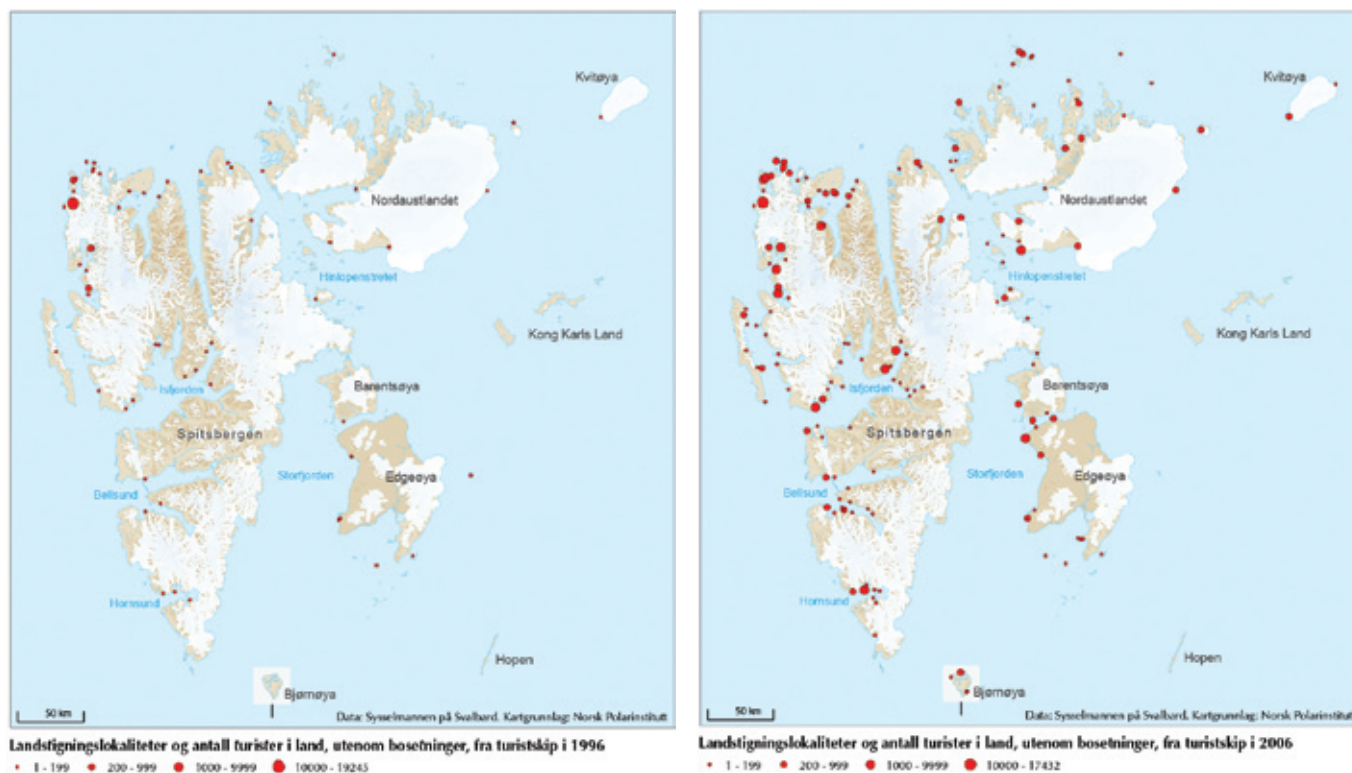 Kvitøya
Nordaustlandet
Hinlopenstretet
Kong Karls Land
Isfjorden
Barentsøya
Spitsbergen
Storfjorden
Edgeøya
Bellsund
Hornsund
Hopen
Bjørnøya
50 km
Data: Sysselmannen på Svalbard. Kartgrunnlag: Norsk Polarinstitutt
Landstigningslokaliteter og antall turister i land, utenom bosetninger, fra turistskip i 1996
1 - 199 200 - 999 1000 - 9999 10000 - 19245
Kvitøya
Nordaustlandet
Hinlopenstretet
Kong Karls Land
Isfjorden
Barentsøya
Spitsbergen
Storfjorden
Edgeøya
Bellsund
Hornsund
Hopen
Bjørnøya
50 km
Data: Sysselmannen på Svalbard. Kartgrunnlag: Norsk Polarinstitutt
Landstigningslokaliteter og antall turister i land, utenom bosetninger, fra turistskip i 2006
1 - 199 200 - 999 1000 - 9999 10000 - 17432